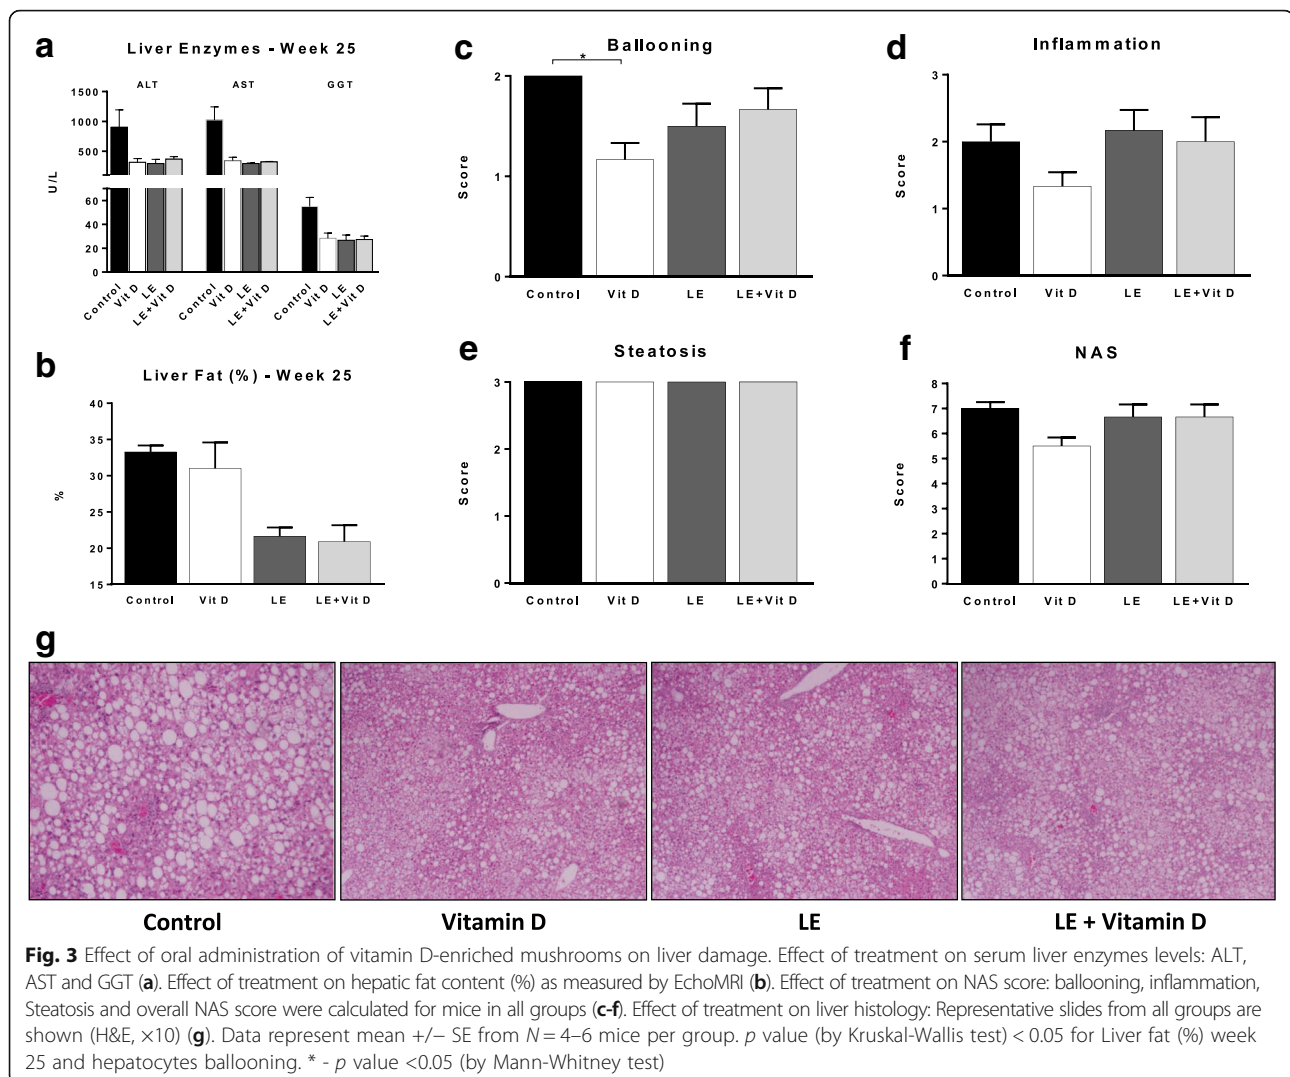 a
Liver Enzymes - Week 25
ALT AST GGT
1500
1000
500
60
40
20
0
U/L
Control Vit D LE LE+Vit D Control Vit D LE LE+Vit D Control Vit D LE LE+Vit D
b
Liver Fat (%) - Week 25
40
35
30
25
20
15
%
Control Vit D LE LE+Vit D
c
Ballooning
*
2
1
0
Score
Control Vit D LE LE+Vit D
d
Inflammation
3
2
1
0
Score
Control Vit D LE LE+Vit D
e
Steatosis
3
2
1
0
Score
Control Vit D LE LE+Vit D
f
NAS
8
7
6
5
4
3
2
1
0
Score
Control Vit D LE LE+Vit D
g
Control Vitamin D LE LE + Vitamin D
Fig. 3 Effect of oral administration of vitamin D-enriched mushrooms on liver damage. Effect of treatment on serum liver enzymes levels: ALT,
AST and GGT (a). Effect of treatment on hepatic fat content (%) as measured by EchoMRI (b). Effect of treatment on NAS score: ballooning, inflammation,
Steatosis and overall NAS score were calculated for mice in all groups (c-f). Effect of treatment on liver histology: Representative slides from all groups are
shown (H&E, ×10) (g). Data represent mean +/− SE from N = 4–6 mice per group. p value (by Kruskal-Wallis test) < 0.05 for Liver fat (%) week
25 and hepatocytes ballooning. * - p value <0.05 (by Mann-Whitney test)